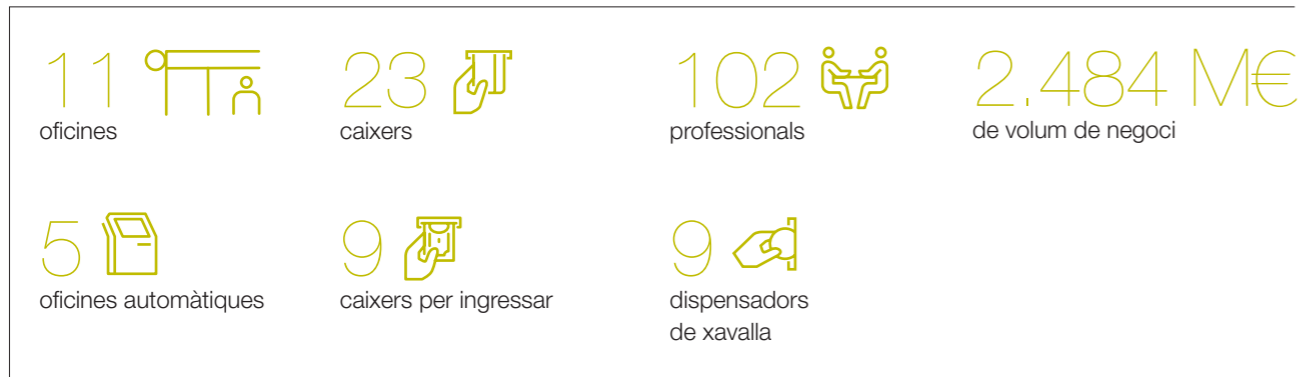 11
oficines
23
caixers
102
professionals
2.484 M€
de volum de negoci
5
oficines automàtiques
9
caixers per ingressar
9
dispensadors
de xavalla